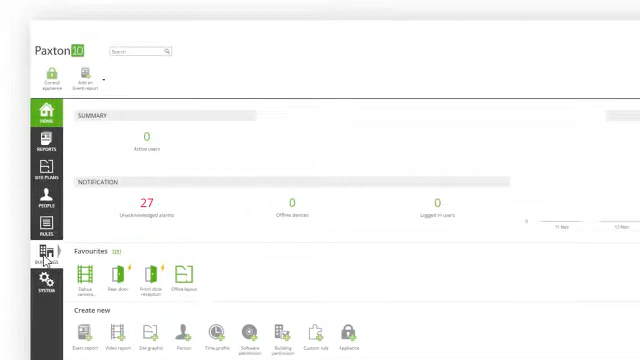 Paxton10
Search
Control appliance
Add an Event report
HOME
SUMMARY
REPORTS
0
Active users
SITE PLANS
NOTIFICATION
PEOPLE
27
0
0
Unacknowledged alarms
Offline devices
Logged in users
RULES
0
11 Nov
12 Nov
Favourites
SYSTEM
Rear door
Front door reception
Office layout
Create new
Event report
Video report
Site graphic
Person
Time profile
Software permission
Building permission
Custom rule
Appliance